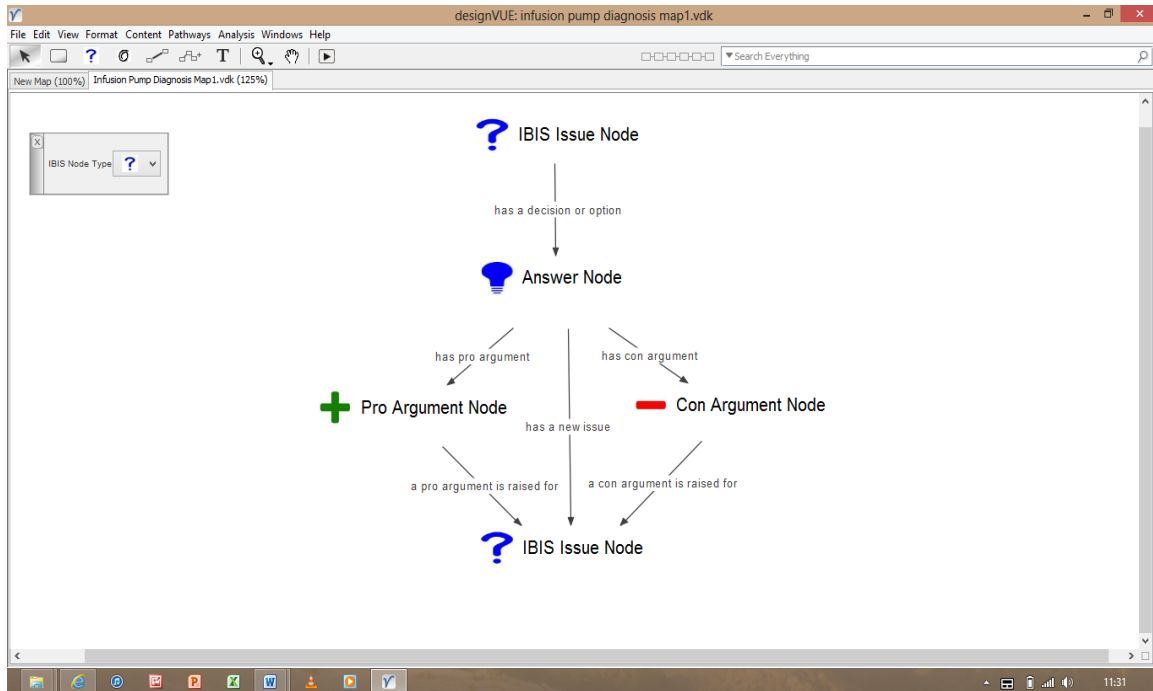 designVUE: infusion pump diagnosis map1.vdk
File Edit View Format Content Pathways Analysis Windows Help
Search Everything
New Map (100%) Infusion Pump Diagnosis Map1.vdk (125%)
? IBIS Issue Node
X
IBIS Node Type ?
has a decision or option
Answer Node
has pro argument
has con argument
Pro Argument Node
Con Argument Node
has a new issue
a pro argument is raised for
a con argument is raised for
? IBIS Issue Node
11:31